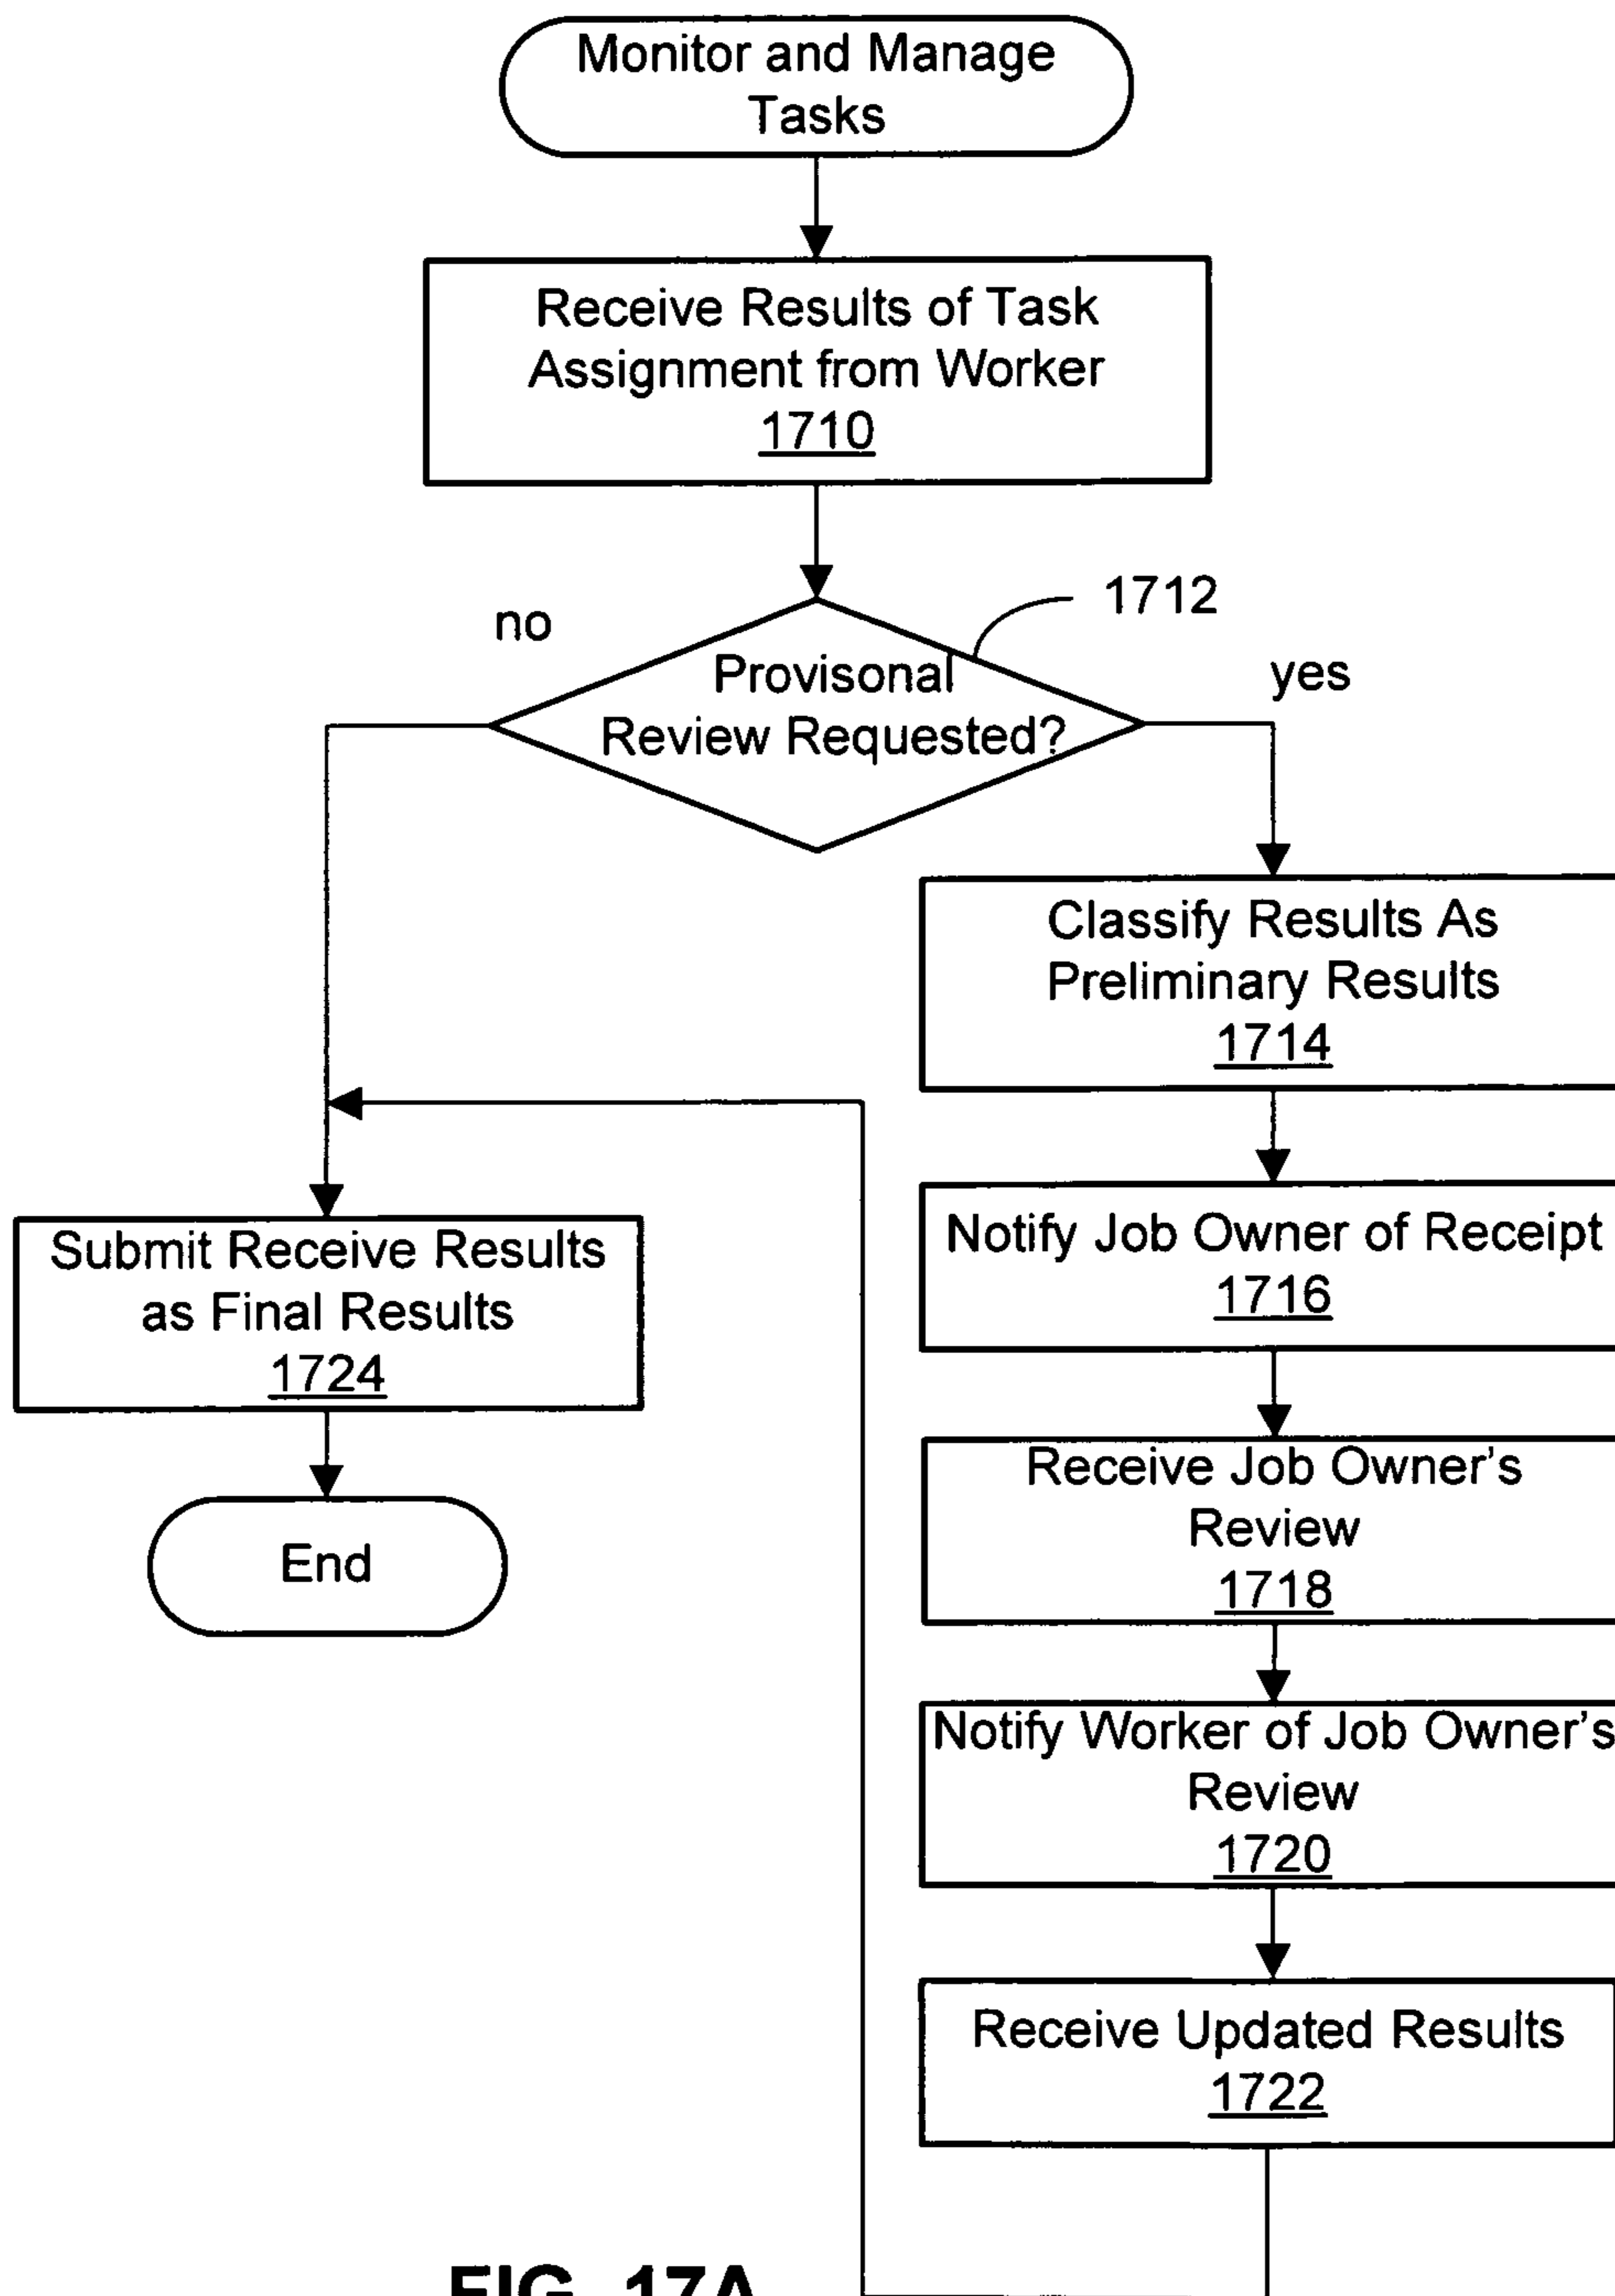 Monitor and Manage
Tasks
Receive Results of Task
Assignment from Worker
1710
1712
no
yes
Provisonal
Review Requested?
Classify Results As
Preliminary Results
1714
Notify Job Owner of Receipt
1716
Submit Receive Results
as Final Results
1724
Receive Job Owner's
Review
1718
End
Notify Worker of Job Owner's
Review
1720
Receive Updated Results
1722
FIG. 17A